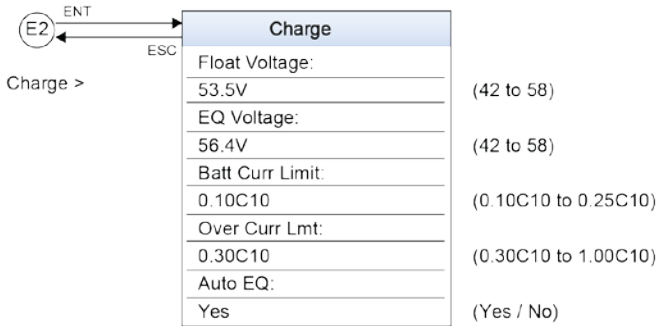 ENT
E2
Charge
ESC
Float Voltage:
Charge >
53.5V (42 to 58)
EQ Voltage:
56.4V (42 to 58)
Batt Curr Limit:
0.10C10 (0.10C10 to 0.25C10)
Over Curr Lmt:
0.30C10 (0.30C10 to 1.00C10)
Auto EQ:
Yes (Yes / No)